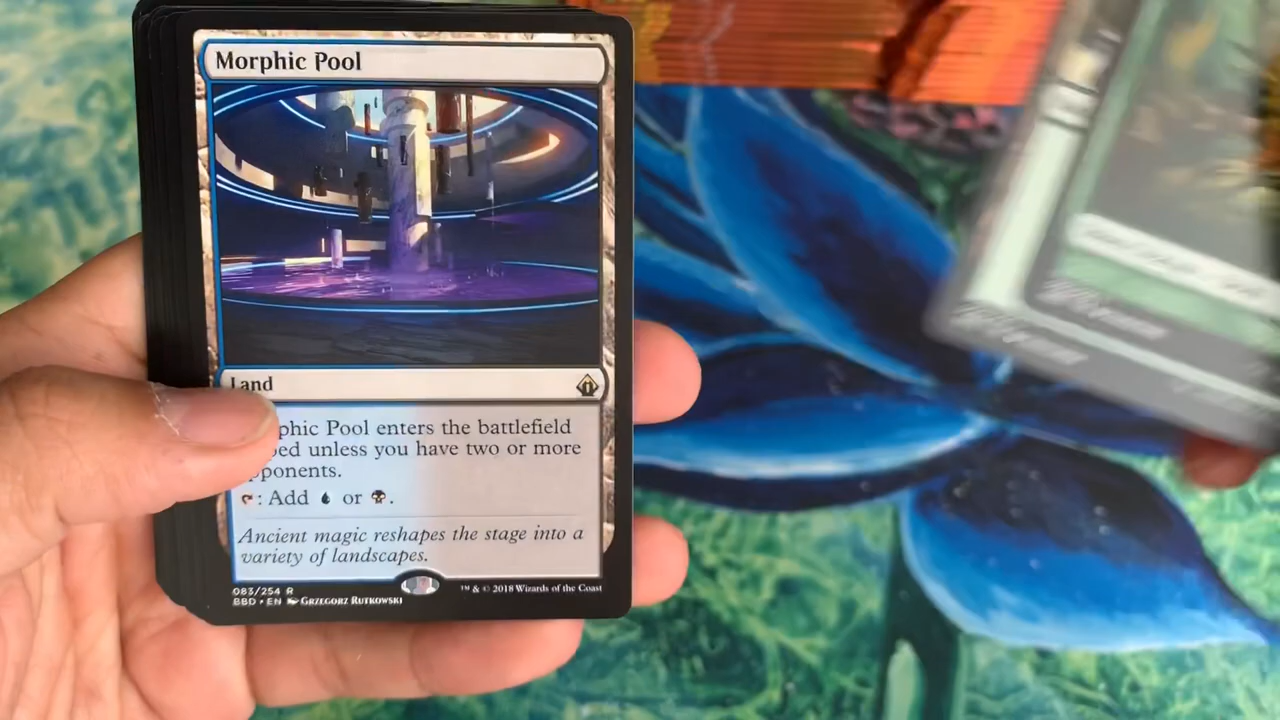 Morphic Pool
Land
phic Pool enters the battlefield
ped unless you have two or more
pponents.
: Add or .
Ancient magic reshapes the stage into a
variety of landscapes.
083/254 R
BBD • EN Grzegorz Rutkowski
™ & © 2018 Wizards of the Coast